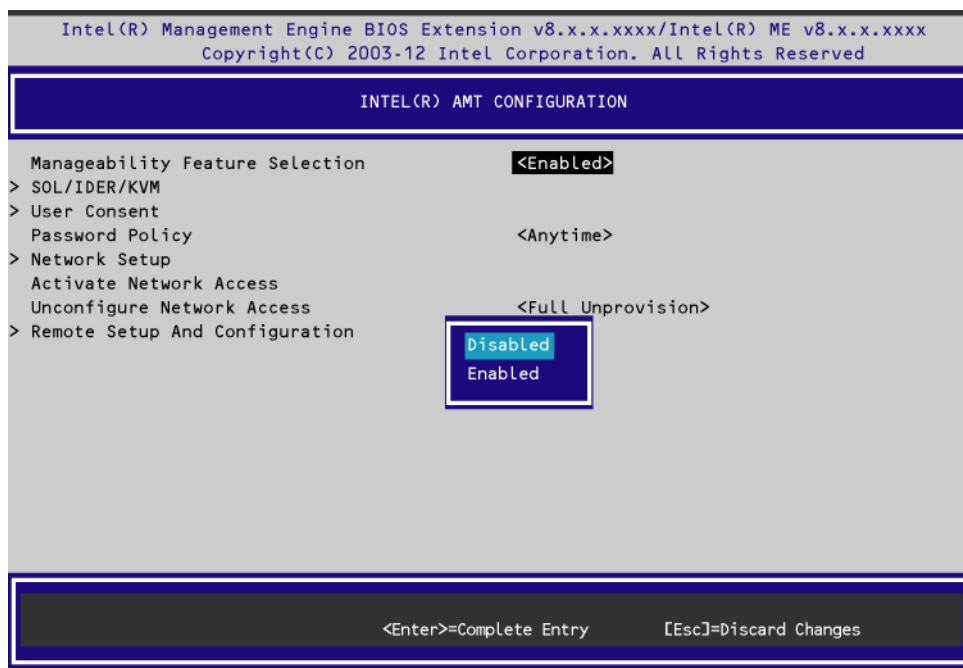 Intel(R) Management Engine BIOS Extension v8.x.x.xxxx/Intel(R) ME v8.x.x.xxxx
Copyright(C) 2003-12 Intel Corporation. All Rights Reserved
INTEL(R) AMT CONFIGURATION
Manageability Feature Selection <Enabled>
> SOL/IDER/KVM
> User Consent
Password Policy <Anytime>
> Network Setup
Activate Network Access
Unconfigure Network Access <Full Unprovision>
> Remote Setup And Configuration
Disabled
Enabled
<Enter>=Complete Entry [Esc]=Discard Changes